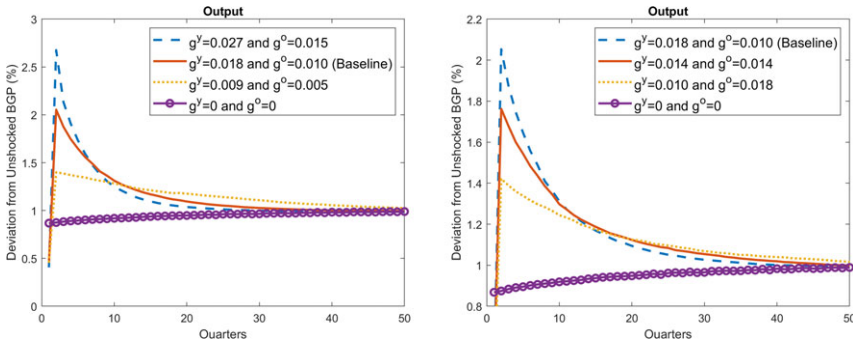 Output
3
2.5
2
1.5
1
0.5
0
Deviation from Unshocked BGP (%)
g^y=0.027 and g^o=0.015
g^y=0.018 and g^o=0.010 (Baseline)
g^y=0.009 and g^o=0.005
g^y=0 and g^o=0
0 10 20 30 40 50
Quarters
Output
2.2
2
1.8
1.6
1.4
1.2
1
0.8
Deviation from Unshocked BGP (%)
g^y=0.018 and g^o=0.010 (Baseline)
g^y=0.014 and g^o=0.014
g^y=0.010 and g^o=0.018
g^y=0 and g^o=0
0 10 20 30 40 50
Quarters